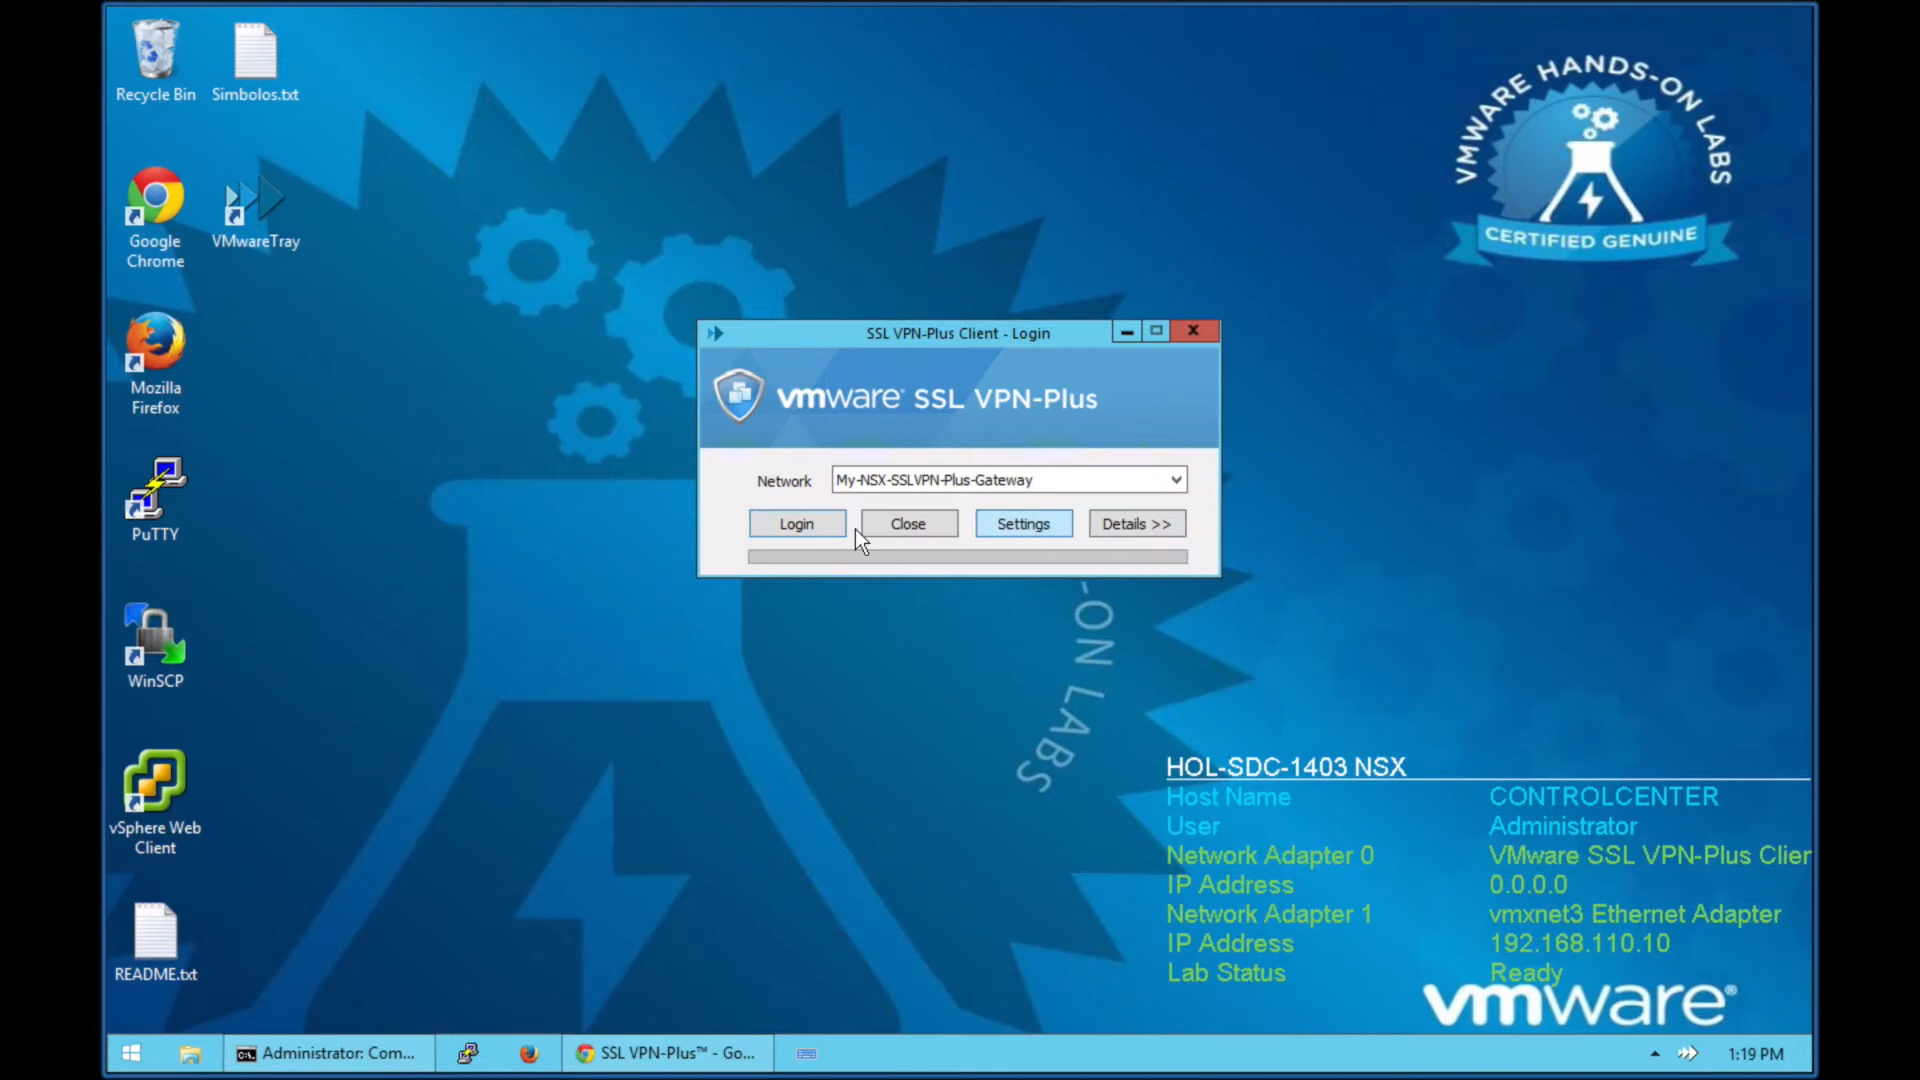 Recycle Bin
Simbolos.txt
Google
Chrome
VMwareTray
Mozilla
Firefox
PuTTY
WinSCP
vSphere Web
Client
README.txt
VMWARE HANDS-ON LABS
CERTIFIED GENUINE
SSL VPN-Plus Client - Login
vmware® SSL VPN-Plus
Network
My-NSX-SSLVPN-Plus-Gateway
Login
Close
Settings
Details >>
-ON LABS
HOL-SDC-1403 NSX
Host Name CONTROLCENTER
User Administrator
Network Adapter 0 VMware SSL VPN-Plus Clier
IP Address 0.0.0.0
Network Adapter 1 vmxnet3 Ethernet Adapter
IP Address 192.168.110.10
Lab Status Ready
vmware®
C:\.
Administrator: Com...
SSL VPN-Plus™ - Go...
1:19 PM